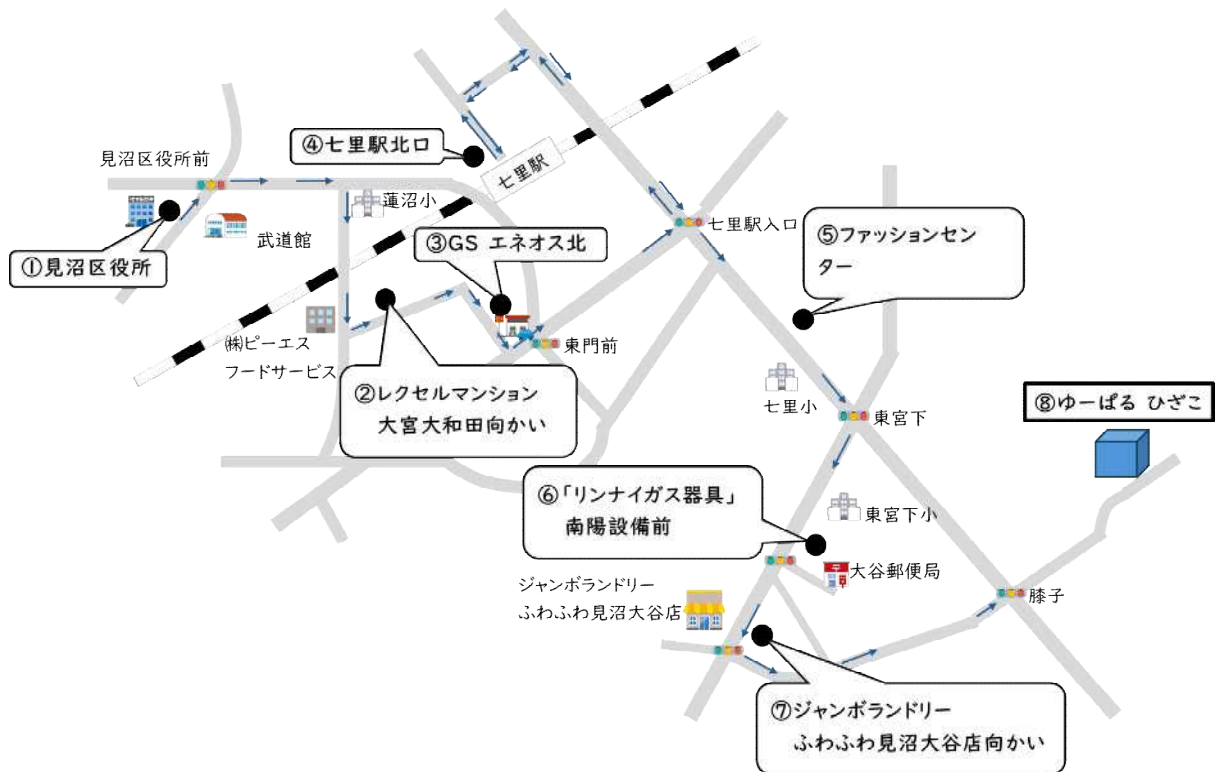 ④七里駅北口
七里駅
見沼区役所前
蓮沼小
武道館
①見沼区役所
③GS エネオス北
七里駅入口
⑤ファッションセン
ター
㈱ピーエス
フードサービス
東門前
②レクセルマンション
大宮大和田向かい
七里小
東宮下
⑧ゆーぱる ひざこ
⑥「リンナイガス器具」
南陽設備前
東宮下小
大谷郵便局
ジャンボランドリー
ふわふわ見沼大谷店
膝子
⑦ジャンボランドリー
ふわふわ見沼大谷店向かい